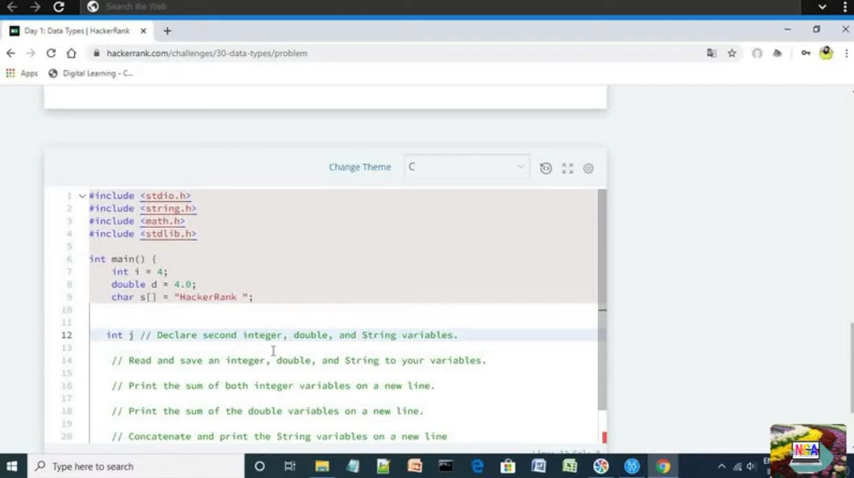 Search the Web
Day 1: Data Types | HackerRank
hackerrank.com/challenges/30-data-types/problem
Apps
Digital Learning - C...
Change Theme
C
1 #include <stdio.h>
2 #include <string.h>
3 #include <math.h>
4 #include <stdlib.h>
5
6 int main() {
7 int i = 4;
8 double d = 4.0;
9 char s[] = "HackerRank ";
10
11
12 int j // Declare second integer, double, and String variables.
13
14 // Read and save an integer, double, and String to your variables.
15
16 // Print the sum of both integer variables on a new line.
17
18 // Print the sum of the double variables on a new line.
19
20 // Concatenate and print the String variables on a new line
Type here to search
NGA